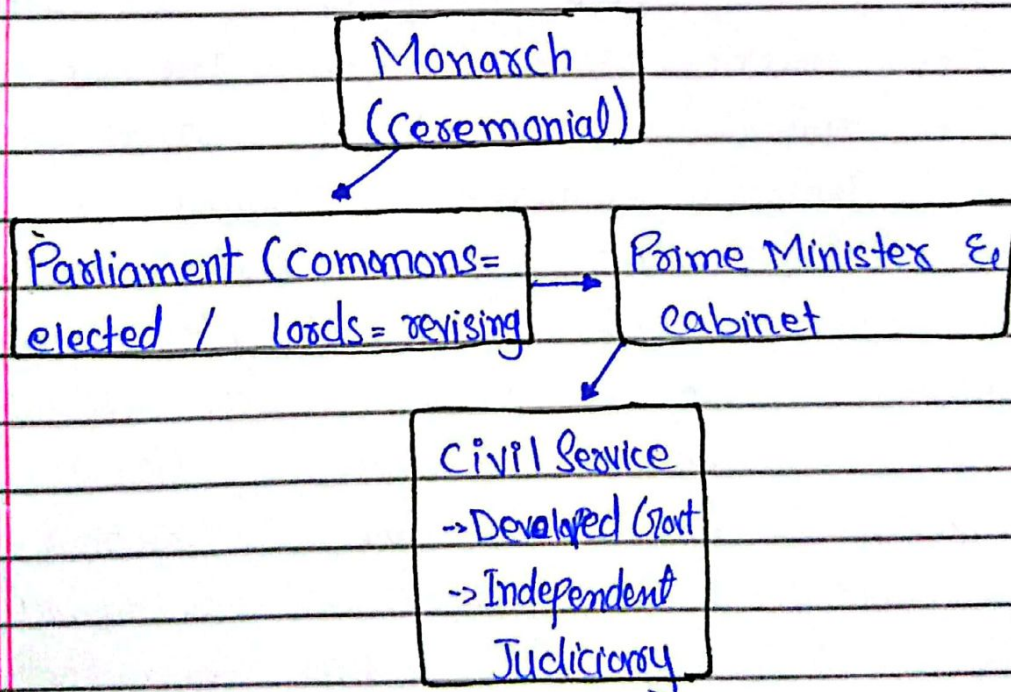 Monarch
(ceremonial)
Parliament (commons=
elected / lords= revising
Prime Minister &
cabinet
Civil Service
-> Developed Govt
-> Independent
Judiciary